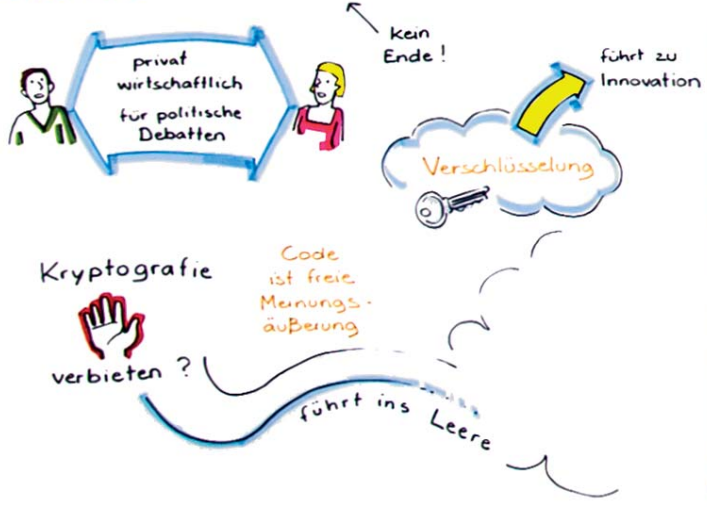 kein
Ende!
privat
wirtschaftlich
für politische
Debatten
führt zu
Innovation
Verschlüsselung
Kryptografie
verbieten ?
Code
ist freie
Meinungs-
äußerung
führt ins Leere